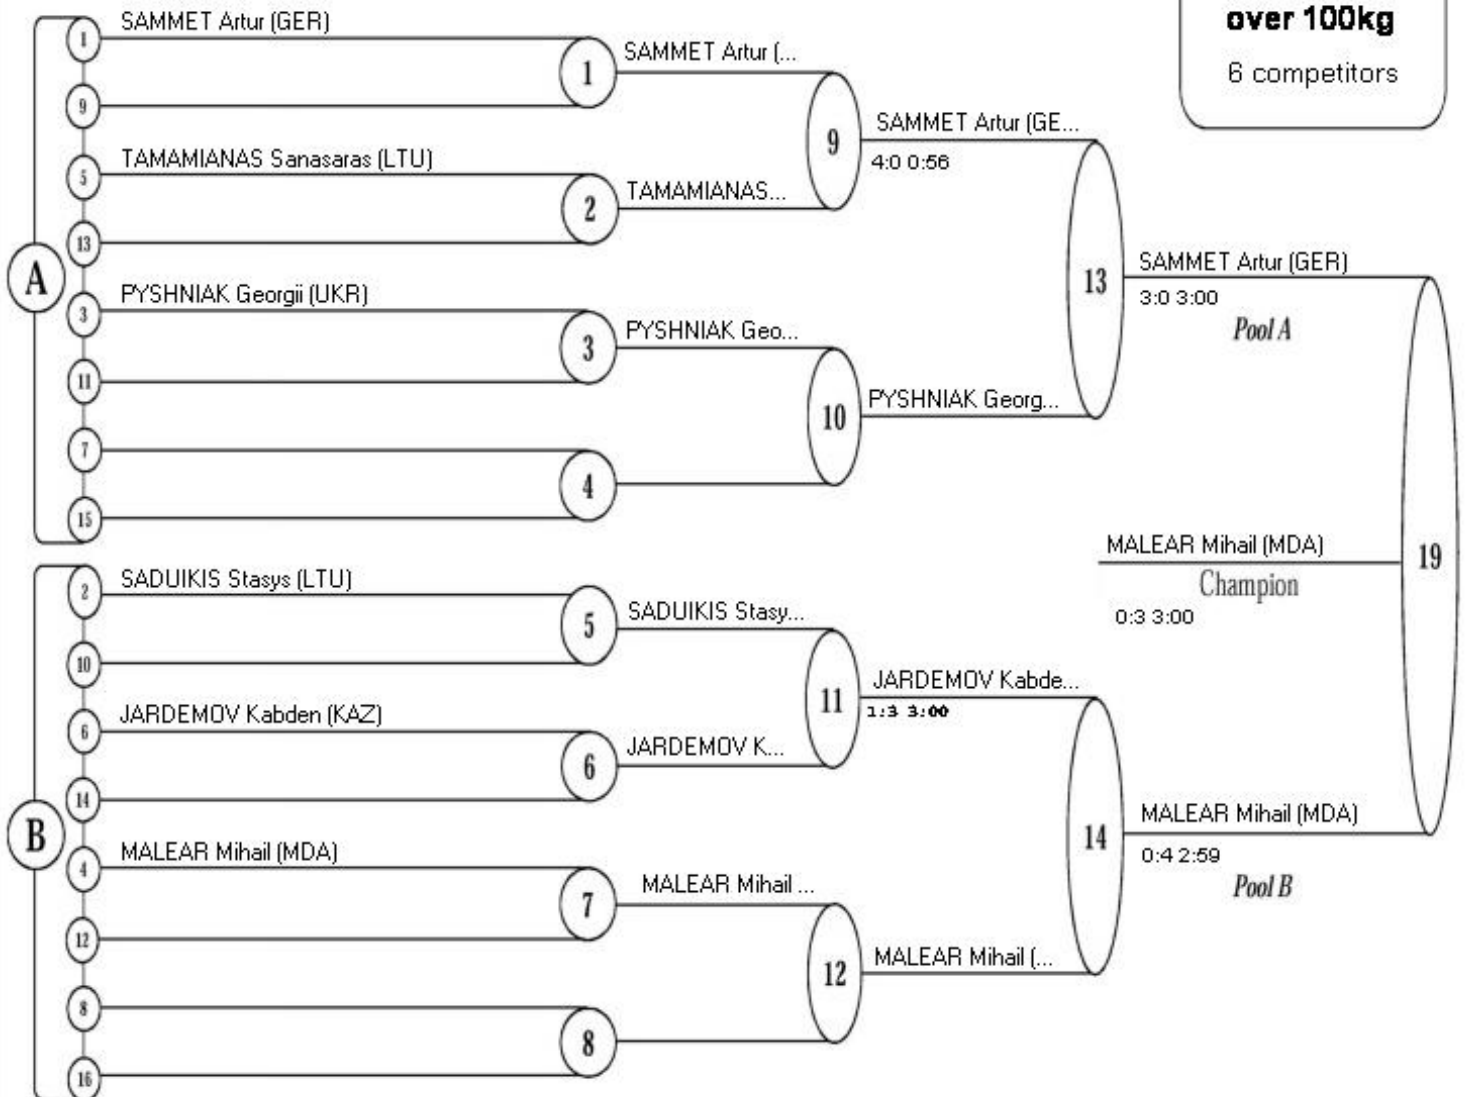 over 100kg
6 competitors
A
1
SAMMET Artur (GER)
9
5
TAMAMIANAS Sanasaras (LTU)
13
3
PYSHNIAK Georgii (UKR)
11
7
15
1
2
3
4
SAMMET Artur (...
TAMAMIANAS...
PYSHNIAK Geo...
9
10
SAMMET Artur (GE...
4:0 0:56
PYSHNIAK Georg...
13
SAMMET Artur (GER)
3:0 3:00
Pool A
B
2
SADUIKIS Stasys (LTU)
10
6
JARDEMOV Kabden (KAZ)
14
4
MALEAR Mihail (MDA)
12
8
16
5
6
7
8
SADUIKIS Stasy...
JARDEMOV K...
MALEAR Mihail ...
11
12
JARDEMOV Kabde...
1:3 3:00
MALEAR Mihail (...
14
MALEAR Mihail (MDA)
0:4 2:59
Pool B
MALEAR Mihail (MDA)
Champion
0:3 3:00
19